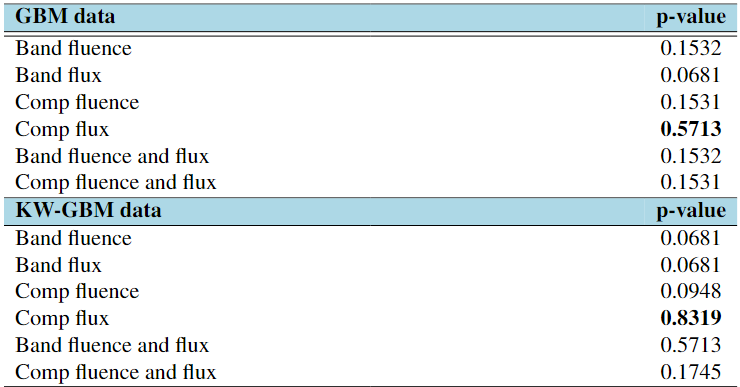 GBM data p-value
Band fluence 0.1532
Band flux 0.0681
Comp fluence 0.1531
Comp flux 0.5713
Band fluence and flux 0.1532
Comp fluence and flux 0.1531
KW-GBM data p-value
Band fluence 0.0681
Band flux 0.0681
Comp fluence 0.0948
Comp flux 0.8319
Band fluence and flux 0.5713
Comp fluence and flux 0.1745